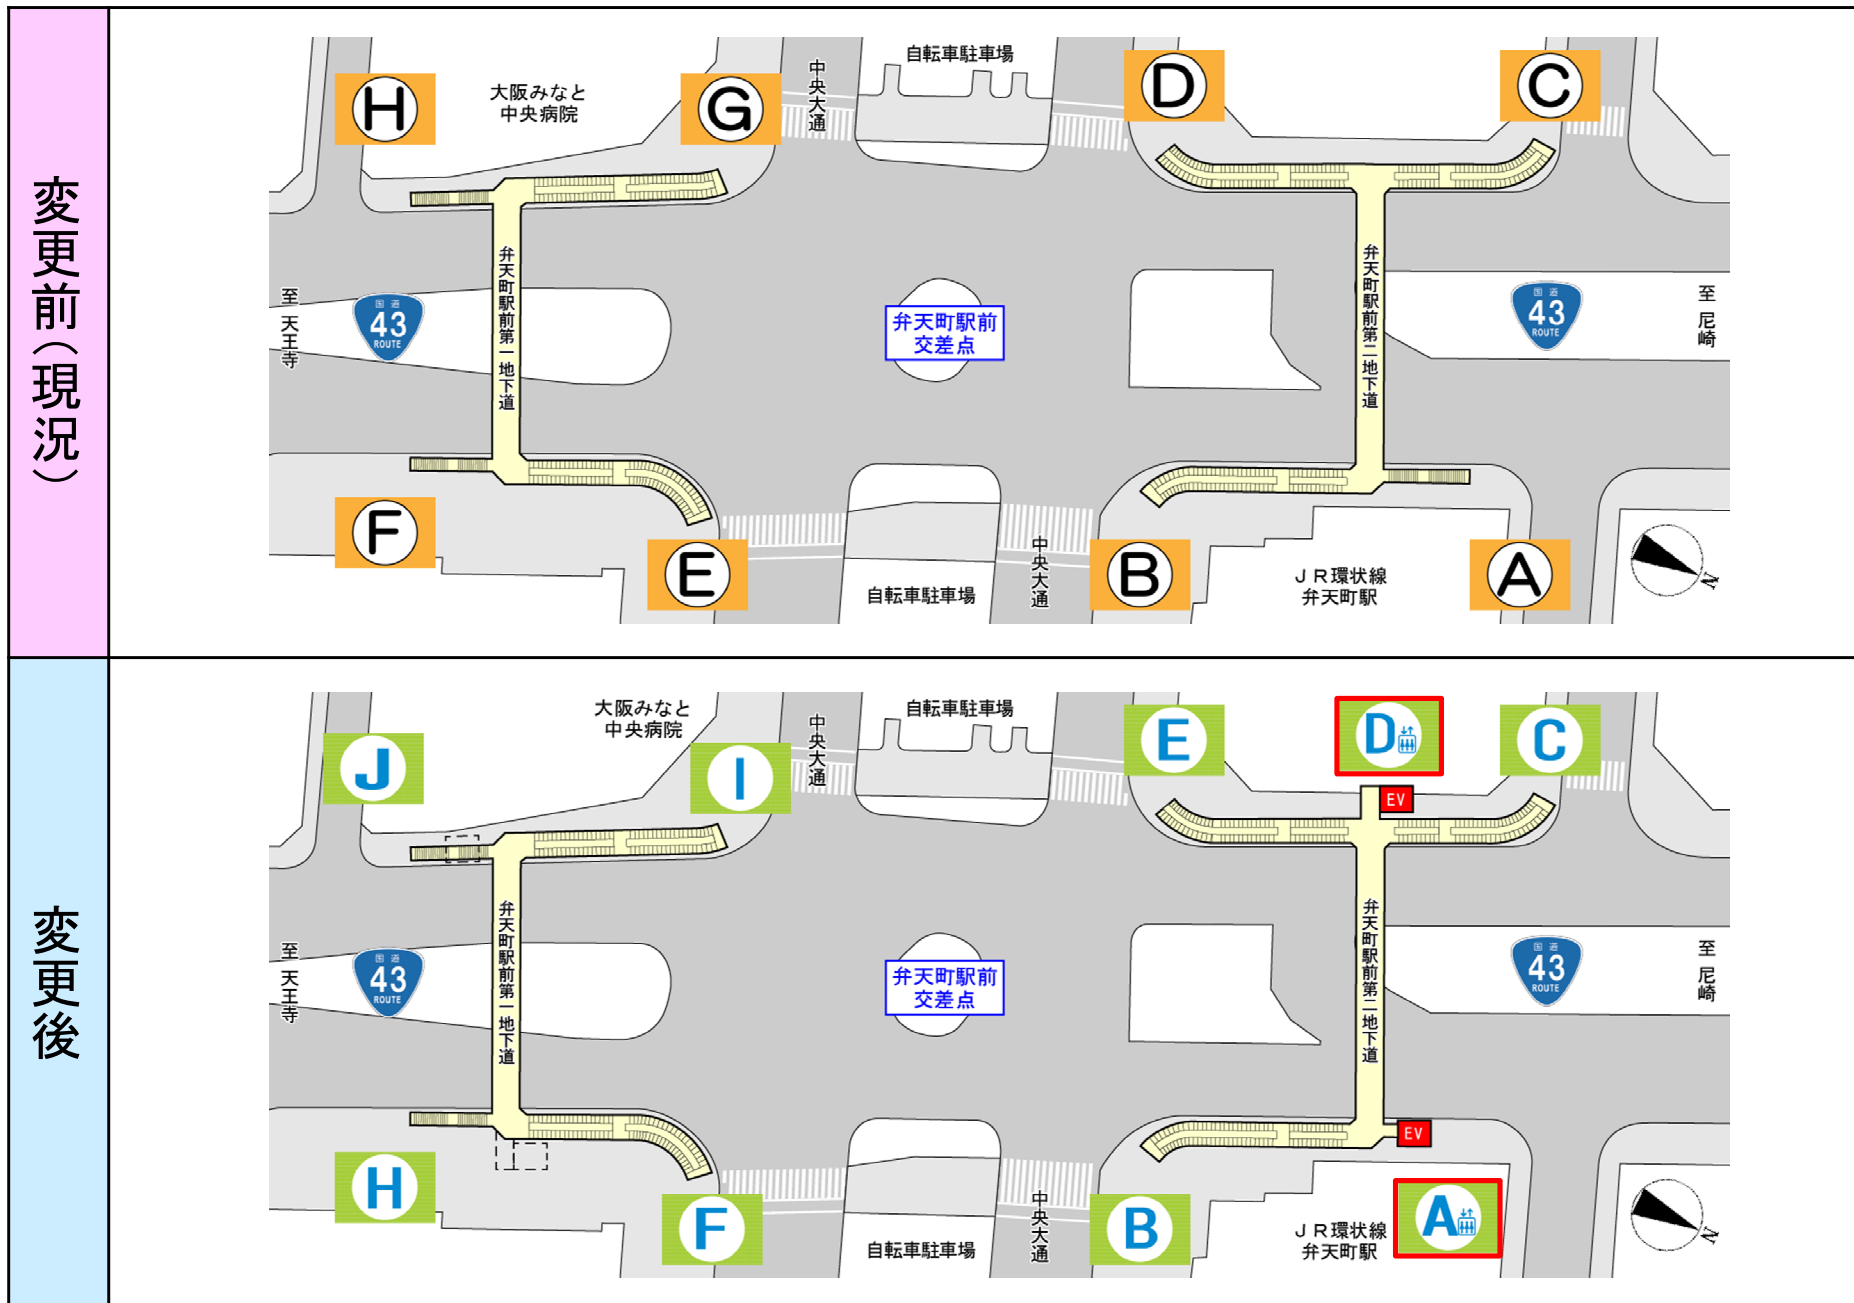 変更前（現況）
H
大阪みなと
中央病院
G
中央大通
自転車駐車場
D
C
弁天町駅前第一地下道
弁天町駅前第二地下道
至 天王寺
国道
43
ROUTE
弁天町駅前
交差点
国道
43
ROUTE
至 尼崎
F
E
自転車駐車場
中央大通
B
JR環状線
弁天町駅
A
N
変更後
J
大阪みなと
中央病院
I
中央大通
自転車駐車場
E
D
C
EV
弁天町駅前第一地下道
弁天町駅前第二地下道
至 天王寺
国道
43
ROUTE
弁天町駅前
交差点
国道
43
ROUTE
至 尼崎
EV
H
F
自転車駐車場
中央大通
B
JR環状線
弁天町駅
A
N